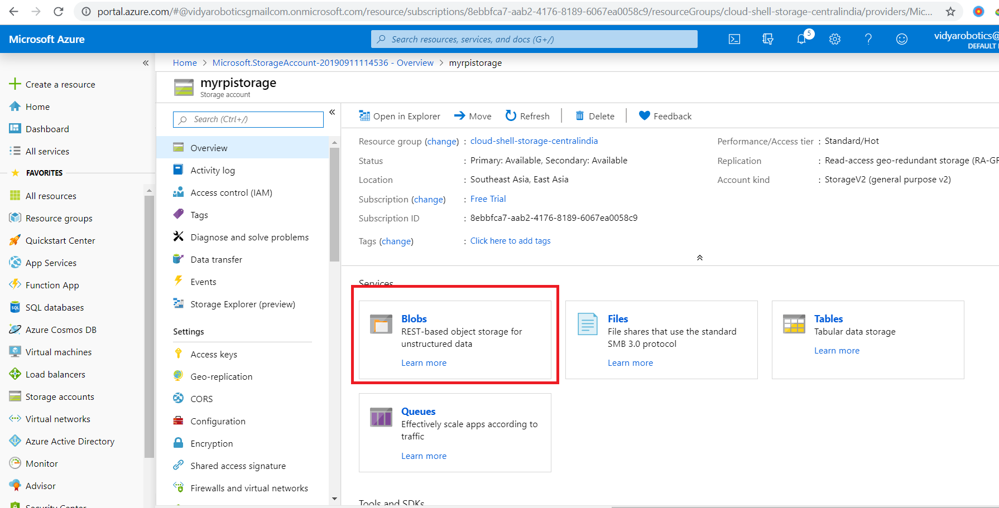 portal.azure.com/#@vidyaroboticsgmailcom.onmicrosoft.com/resource/subscriptions/8ebbfca7-aab2-4176-8189-6067ea0058c9/resourceGroups/cloud-shell-storage-centralindia/providers/Mic...
Microsoft Azure
Search resources, services, and docs (G+/)
5
vidyarobotics@
DEFAULT
«
Create a resource
Home
Dashboard
All services
FAVORITES
All resources
Resource groups
Quickstart Center
App Services
Function App
SQL databases
Azure Cosmos DB
Virtual machines
Load balancers
Storage accounts
Virtual networks
Azure Active Directory
Monitor
Advisor
Security Center
Home > Microsoft.StorageAccount-20190911114536 - Overview > myrpistorage
myrpistorage
Storage account
Search (Ctrl+/)
«
Overview
Activity log
Access control (IAM)
Tags
Diagnose and solve problems
Data transfer
Events
Storage Explorer (preview)
Settings
Access keys
Geo-replication
CORS
Configuration
Encryption
Shared access signature
Firewalls and virtual networks
Open in Explorer Move Refresh Delete Feedback
Resource group (change) : cloud-shell-storage-centralindia
Status : Primary: Available, Secondary: Available
Location : Southeast Asia, East Asia
Subscription (change) : Free Trial
Subscription ID : 8ebbfca7-aab2-4176-8189-6067ea0058c9
Tags (change) : Click here to add tags
Performance/Access tier : Standard/Hot
Replication : Read-access geo-redundant storage (RA-GR
Account kind : StorageV2 (general purpose v2)
Services
Blobs
REST-based object storage for
unstructured data
Learn more
Files
File shares that use the standard
SMB 3.0 protocol
Learn more
Tables
Tabular data storage
Learn more
Queues
Effectively scale apps according to
traffic
Learn more
Tools and SDKs